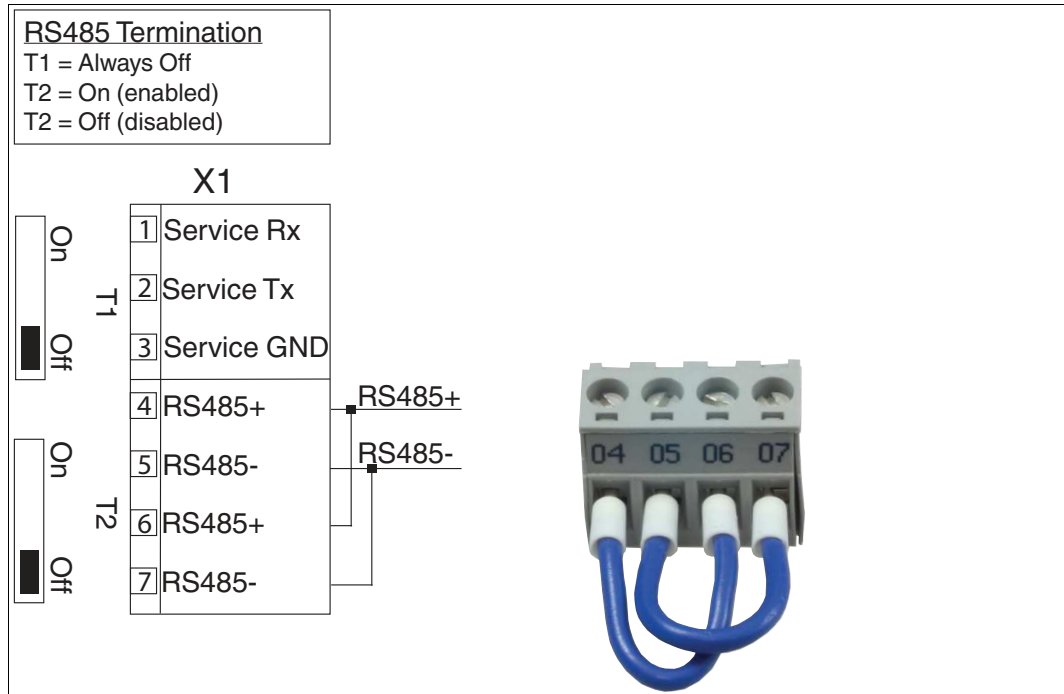 RS485 Termination
T1 = Always Off
T2 = On (enabled)
T2 = Off (disabled)
X1
On
Off
T1
1 Service Rx
2 Service Tx
3 Service GND
4 RS485+
5 RS485-
6 RS485+
7 RS485-
On
Off
T2
RS485+
RS485-
04 05 06 07